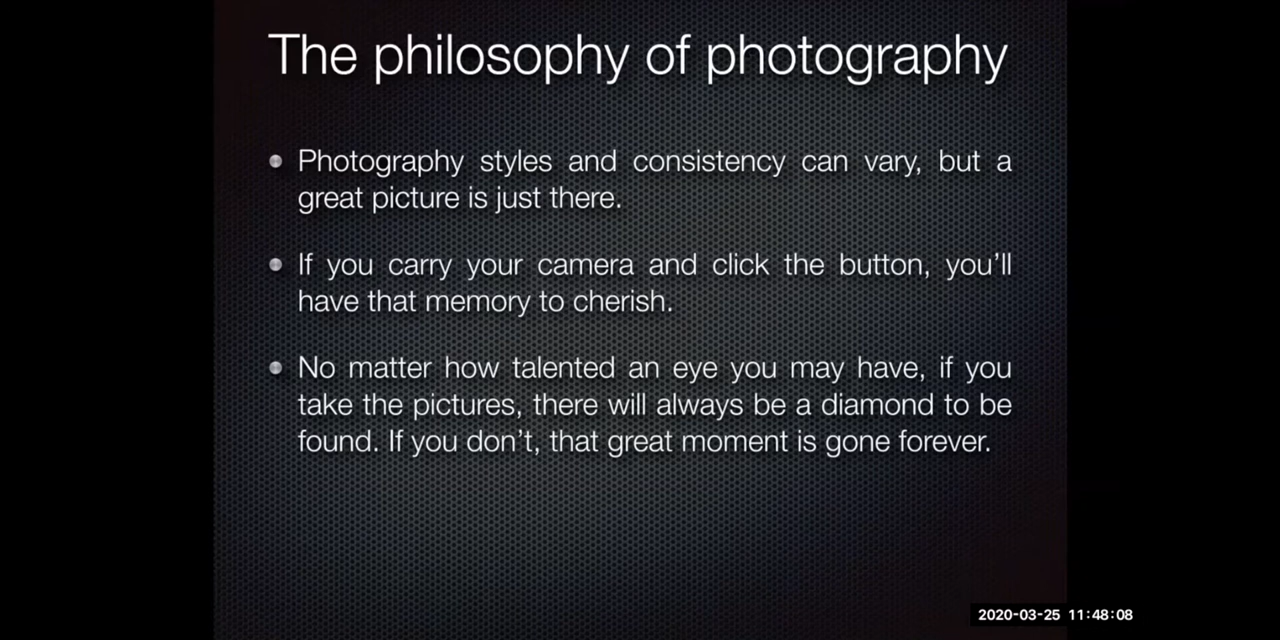 The philosophy of photography
Photography styles and consistency can vary, but a
great picture is just there.
If you carry your camera and click the button, you'll
have that memory to cherish.
No matter how talented an eye you may have, if you
take the pictures, there will always be a diamond to be
found. If you don't, that great moment is gone forever.
2020-03-25 11:48:08